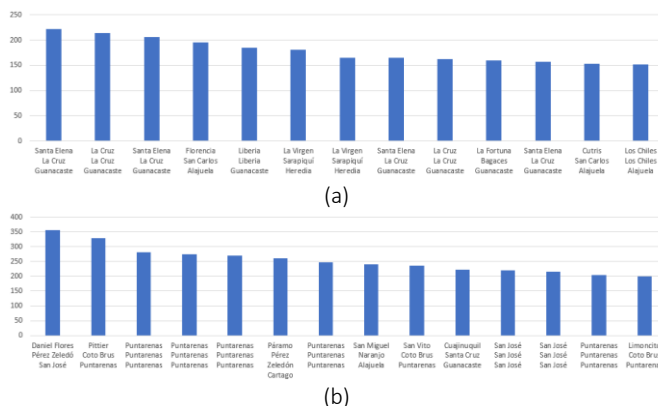 250
200
150
100
50
0
Santa Elena La Cruz Santa Elena Florencia Liberia La Virgen La Virgen Santa Elena La Cruz La Fortuna Santa Elena Cutris Los Chiles
La Cruz La Cruz La Cruz San Carlos Liberia Sarapiquí Sarapiquí La Cruz La Cruz Bagaces La Cruz San Carlos Los Chiles
Guanacaste Guanacaste Guanacaste Alajuela Guanacaste Heredia Heredia Guanacaste Guanacaste Guanacaste Guanacaste Alajuela Alajuela
(a)
400
350
300
250
200
150
100
50
0
Daniel Flores Pittier Puntarenas Puntarenas Puntarenas Páramo Puntarenas San Miguel San Vito Cuajinuquil San José San José Puntarenas Limoncito
Pérez Zeledó Coto Brus Puntarenas Puntarenas Puntarenas Pérez Puntarenas Naranjo Coto Brus Santa Cruz San José San José Puntarenas Coto Brus
San José Puntarenas Puntarenas Puntarenas Puntarenas Zeledón Puntarenas Alajuela Puntarenas Guanacaste San José San José Puntarenas Puntarenas
Cartago
(b)